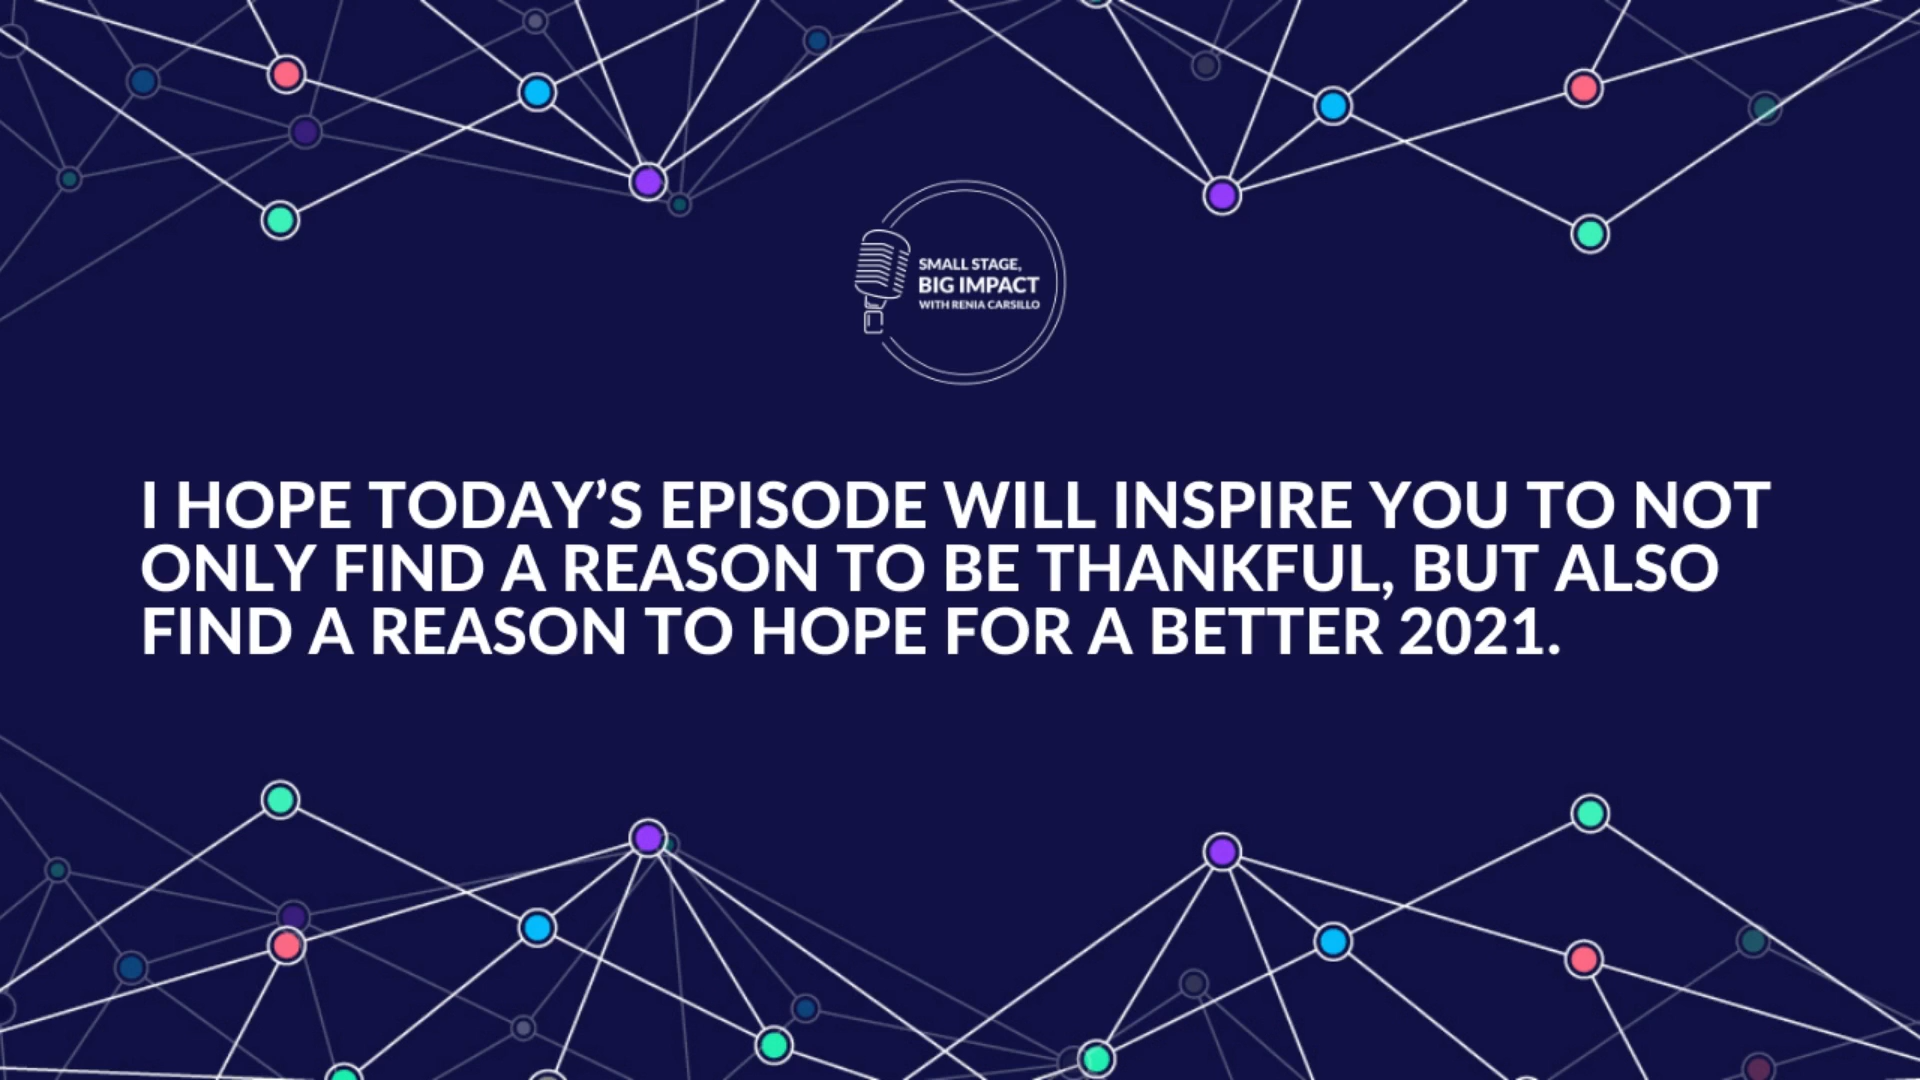 SMALL STAGE,
BIG IMPACT
WITH RENIA CARSILLO
I HOPE TODAY’S EPISODE WILL INSPIRE YOU TO NOT
ONLY FIND A REASON TO BE THANKFUL, BUT ALSO
FIND A REASON TO HOPE FOR A BETTER 2021.